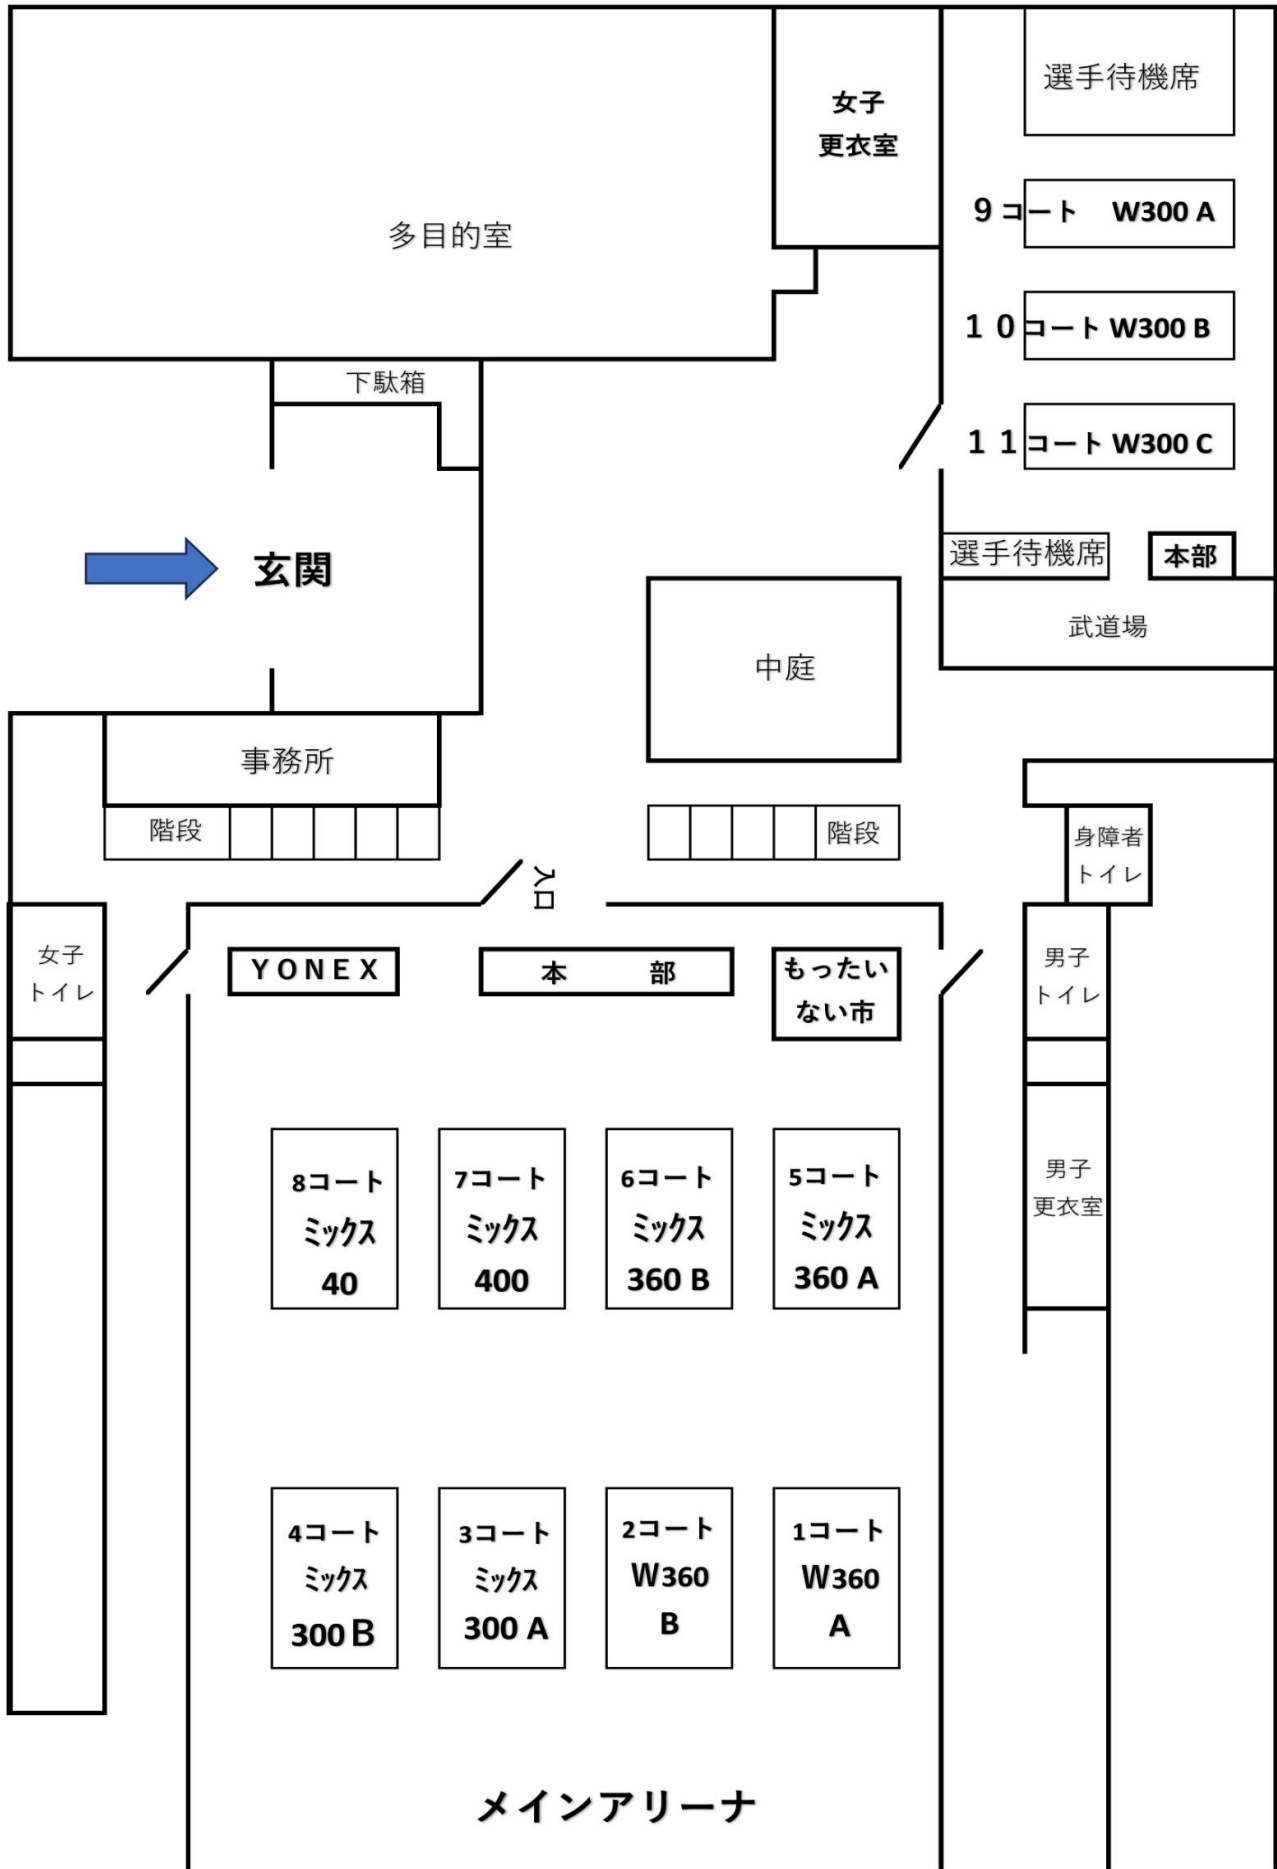 選手待機席
女子
更衣室
９コート　W300 A
多目的室
１０コート W300 B
下駄箱
１１コート W300 C
玄関
選手待機席
本部
武道場
中庭
事務所
階段
階段
身障者
トイレ
入口
女子
トイレ
ＹＯＮＥＸ
本　　部
もったい
ない市
男子
トイレ
8コート
ミックス
40
7コート
ミックス
400
6コート
ミックス
360 B
5コート
ミックス
360 A
男子
更衣室
4コート
ミックス
300 B
3コート
ミックス
300 A
2コート
W360
B
1コート
W360
A
メインアリーナ